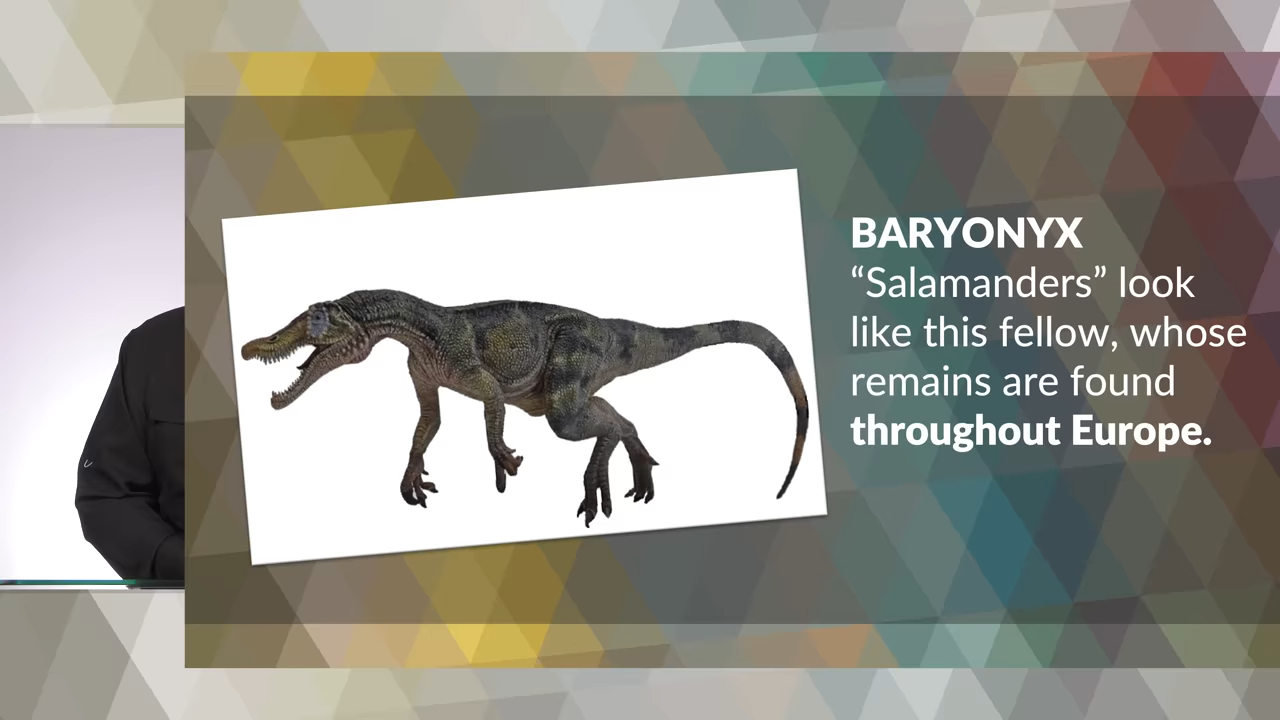 BARYONYX
“Salamanders” look
like this fellow, whose
remains are found
throughout Europe.